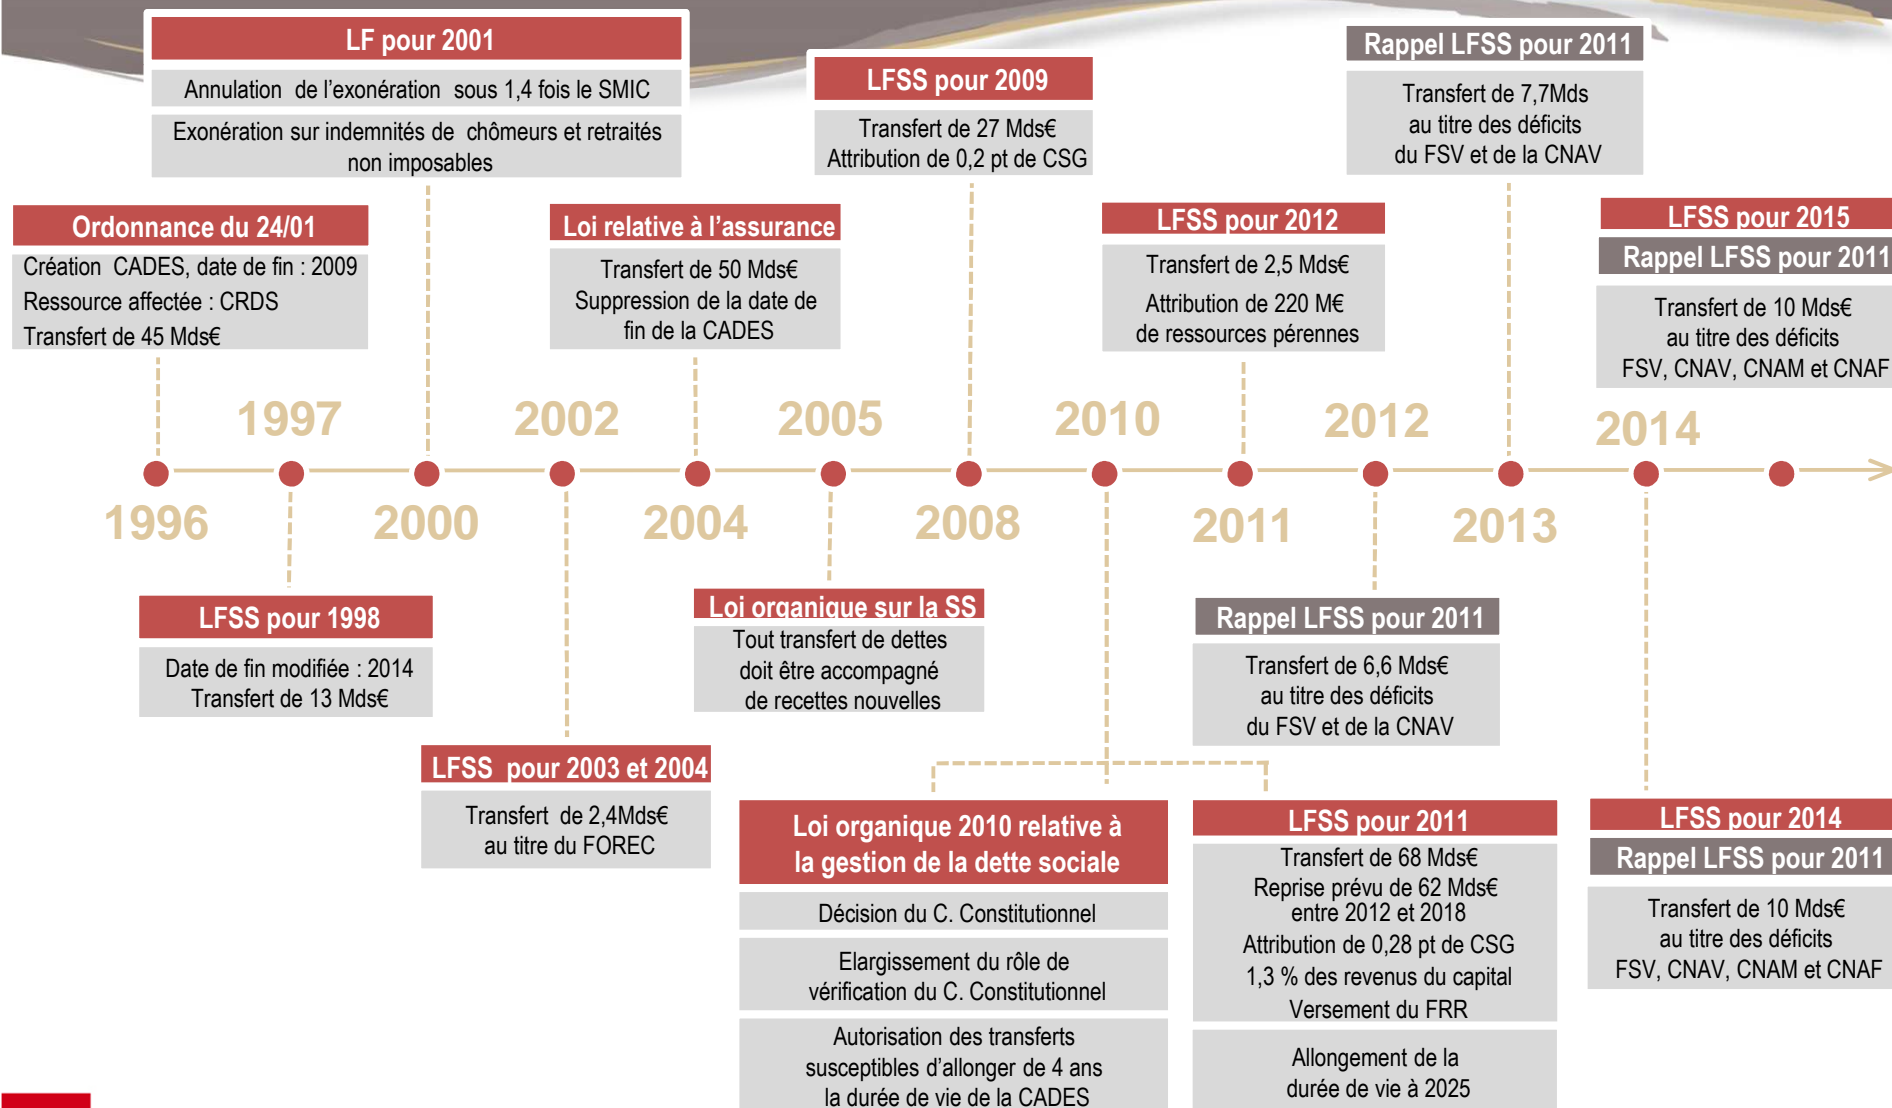 LF pour 2001
Annulation de l'exonération sous 1,4 fois le SMIC
Exonération sur indemnités de chômeurs et retraités
non imposables
LFSS pour 2009
Transfert de 27 Mds€
Attribution de 0,2 pt de CSG
Rappel LFSS pour 2011
Transfert de 7,7Mds
au titre des déficits
du FSV et de la CNAV
Ordonnance du 24/01
Création CADES, date de fin : 2009
Ressource affectée : CRDS
Transfert de 45 Mds€
Loi relative à l'assurance
Transfert de 50 Mds€
Suppression de la date de
fin de la CADES
LFSS pour 2012
Transfert de 2,5 Mds€
Attribution de 220 M€
de ressources pérennes
LFSS pour 2015
Rappel LFSS pour 2011
Transfert de 10 Mds€
au titre des déficits
FSV, CNAV, CNAM et CNAF
1997
2002
2005
2010
2012
2014
1996
2000
2004
2008
2011
2013
LFSS pour 1998
Date de fin modifiée : 2014
Transfert de 13 Mds€
Loi organique sur la SS
Tout transfert de dettes
doit être accompagné
de recettes nouvelles
Rappel LFSS pour 2011
Transfert de 6,6 Mds€
au titre des déficits
du FSV et de la CNAV
LFSS pour 2003 et 2004
Transfert de 2,4Mds€
au titre du FOREC
Loi organique 2010 relative à
la gestion de la dette sociale
Décision du C. Constitutionnel
Elargissement du rôle de
vérification du C. Constitutionnel
Autorisation des transferts
susceptibles d'allonger de 4 ans
la durée de vie de la CADES
LFSS pour 2011
Transfert de 68 Mds€
Reprise prévu de 62 Mds€
entre 2012 et 2018
Attribution de 0,28 pt de CSG
1,3 % des revenus du capital
Versement du FRR
Allongement de la
durée de vie à 2025
LFSS pour 2014
Rappel LFSS pour 2011
Transfert de 10 Mds€
au titre des déficits
FSV, CNAV, CNAM et CNAF